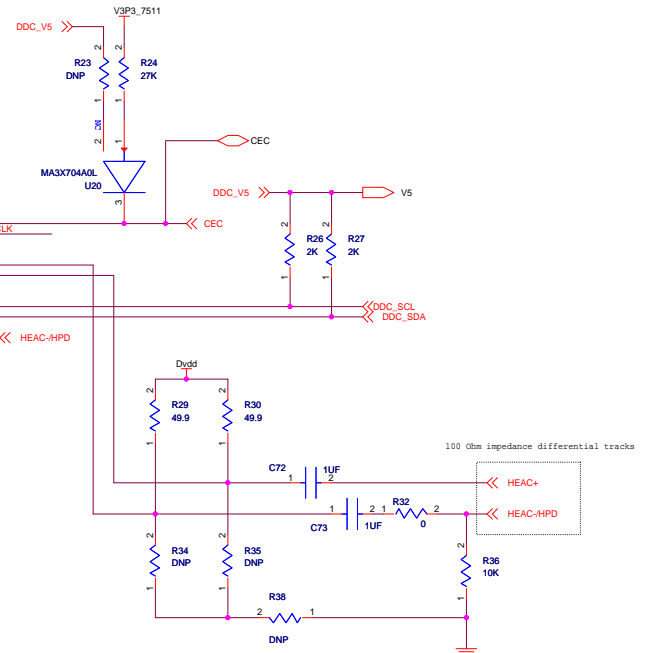 V3P3_7511
DDC_V5
2 2
R23 R24
DNP 27K
1 1
NC
2 1
CEC
MA3X704A0L
U20
3
DDC_V5 V5
CLK
CEC
2 2
R26 R27
2K 2K
1 1
DDC_SCL
DDC_SDA
HEAC-/HPD
Dvdd
2 2
R29 R30
49.9 49.9
1 1
100 Ohm impedance differential tracks
C72 1UF
1 2
HEAC+
R32
1 2 1 2
HEAC-/HPD
C73 1UF 0
2 2 2
R34 R35 R36
DNP DNP 10K
1 1 1
R38
2 1
DNP